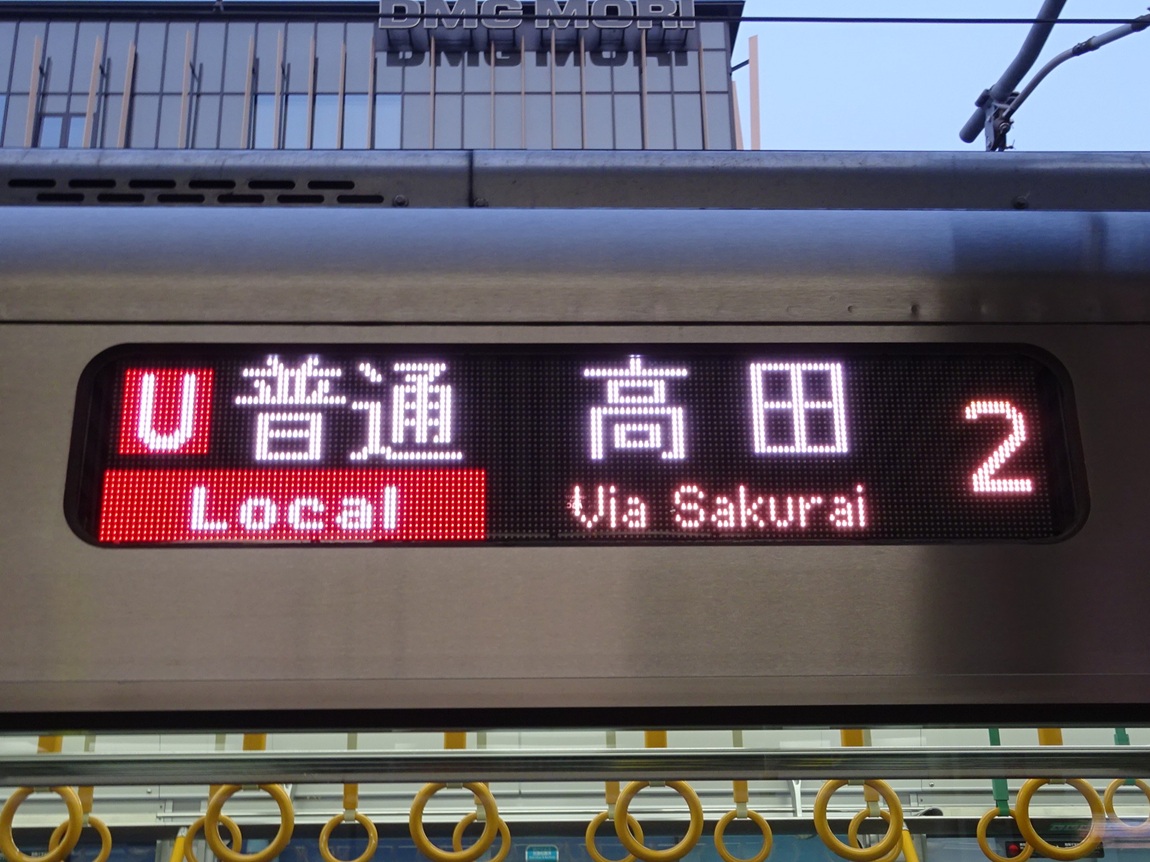 DMG MORI
U 普通 高田 2
Local Via Sakurai